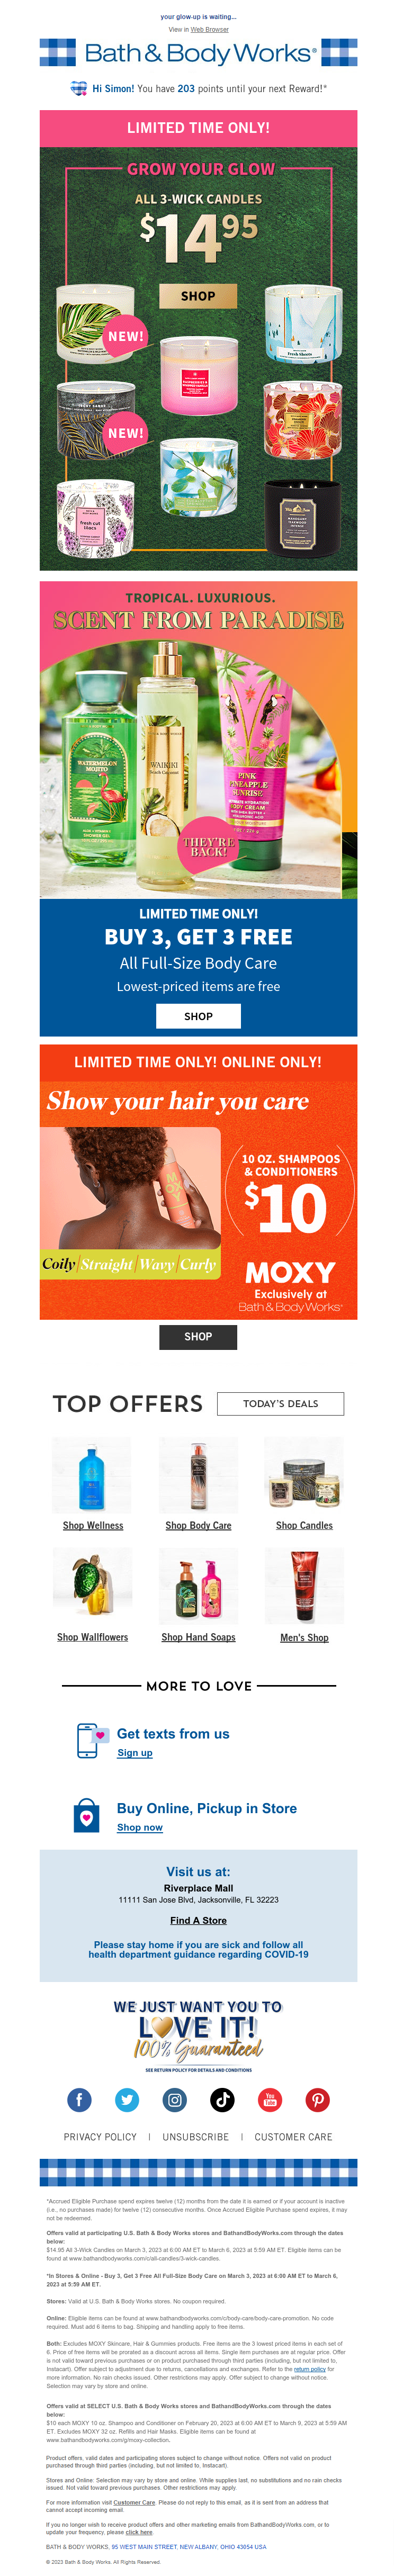 your glow-up is waiting...
View in Web Browser
Bath & Body Works®
Hi Simon! You have 203 points until your next Reward!*
LIMITED TIME ONLY!
GROW YOUR GLOW
ALL 3-WICK CANDLES
$14.95
SHOP
NEW!
Fresh Sheets
NEW!
fresh cut
lilacs
MAHOGANY
TEAKWOOD
INTENSE
TROPICAL. LUXURIOUS.
SCENT FROM PARADISE
WATERMELON
MOJITO
SHOWER GEL
WAIKIKI
Beach Coconut
PINK
PINEAPPLE
SUNRISE
ULTIMATE HYDRATION
BODY CREAM
THEY'RE
BACK!
LIMITED TIME ONLY!
BUY 3, GET 3 FREE
All Full-Size Body Care
Lowest-priced items are free
SHOP
LIMITED TIME ONLY! ONLINE ONLY!
Show your hair you care
MOXY
10 OZ. SHAMPOOS
& CONDITIONERS
$10
Coily/Straight/Wavy/Curly
MOXY
Exclusively at
Bath & Body Works®
SHOP
TOP OFFERS
TODAY'S DEALS
Shop Wellness
Shop Body Care
Shop Candles
Shop Wallflowers
Shop Hand Soaps
Men's Shop
MORE TO LOVE
Get texts from us
Sign up
Buy Online, Pickup in Store
Shop now
Visit us at:
Riverplace Mall
11111 San Jose Blvd, Jacksonville, FL 32223
Find A Store
Please stay home if you are sick and follow all
health department guidance regarding COVID-19
WE JUST WANT YOU TO
LOVE IT!
100% Guaranteed
SEE RETURN POLICY FOR DETAILS AND CONDITIONS
You
Tube
PRIVACY POLICY | UNSUBSCRIBE | CUSTOMER CARE
*Accrued Eligible Purchase spend expires twelve (12) months from the date it is earned or if your account is inactive
(i.e., no purchases made) for twelve (12) consecutive months. Once Accrued Eligible Purchase spend expires, it may
not be redeemed.
Offers valid at participating U.S. Bath & Body Works stores and BathandBodyWorks.com through the dates
below:
$14.95 All 3-Wick Candles on March 3, 2023 at 6:00 AM ET to March 6, 2023 at 5:59 AM ET. Eligible items can be
found at www.bathandbodyworks.com/c/all-candles/3-wick-candles.
*In Stores & Online - Buy 3, Get 3 Free All Full-Size Body Care on March 3, 2023 at 6:00 AM ET to March 6,
2023 at 5:59 AM ET.
Stores: Valid at U.S. Bath & Body Works stores. No coupon required.
Online: Eligible items can be found at www.bathandbodyworks.com/c/body-care/body-care-promotion. No code
required. Must add 6 items to bag. Shipping and handling apply to free items.
Both: Excludes MOXY Skincare, Hair & Gummies products. Free items are the 3 lowest priced items in each set of
6. Price of free items will be prorated as a discount across all items. Single item purchases are at regular price. Offer
is not valid toward previous purchases or on product purchased through third parties (including, but not limited to,
Instacart). Offer subject to adjustment due to returns, cancellations and exchanges. Refer to the return policy for
more information. No rain checks issued. Other restrictions may apply. Offer subject to change without notice.
Selection may vary by store and online.
Offers valid at SELECT U.S. Bath & Body Works stores and BathandBodyWorks.com through the dates
below:
$10 each MOXY 10 oz. Shampoo and Conditioner on February 20, 2023 at 6:00 AM ET to March 9, 2023 at 5:59 AM
ET. Excludes MOXY 32 oz. Refills and Hair Masks. Eligible items can be found at
www.bathandbodyworks.com/g/moxy-collection.
Product offers, valid dates and participating stores subject to change without notice. Offers not valid on product
purchased through third parties (including, but not limited to, Instacart).
Stores and Online: Selection may vary by store and online. While supplies last, no substitutions and no rain checks
issued. Not valid toward previous purchases. Other restrictions may apply.
For more information visit Customer Care. Please do not reply to this email, as it is sent from an address that
cannot accept incoming email.
If you no longer wish to receive product offers and other marketing emails from BathandBodyWorks.com, or to
update your frequency, please click here.
BATH & BODY WORKS, 95 WEST MAIN STREET, NEW ALBANY, OHIO 43054 USA
© 2023 Bath & Body Works. All Rights Reserved.